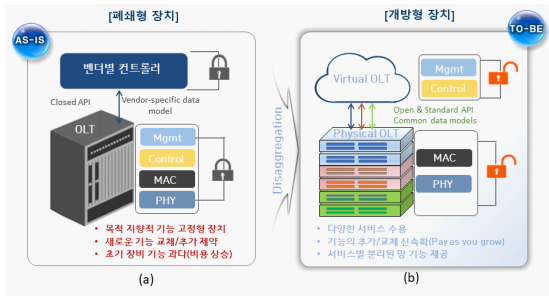 [폐쇄형 장치]
AS-IS
벤더별 컨트롤러
Closed API
Vendor-specific data
model
OLT
Mgmt
Control
MAC
PHY
• 목적 지향적 기능 고정형 장치
• 새로운 기능 교체/추가 제약
• 초기 장비 기능 과다(비용 상승)
(a)
Disaggregation
[개방형 장치]
TO-BE
Virtual OLT
Mgmt
Control
Open & Standard API
Common data models
Physical OLT
MAC
PHY
• 다양한 서비스 수용
• 기능의 추가/교체 신속화(Pay as you grow)
• 서비스별 분리된 망 기능 제공
(b)